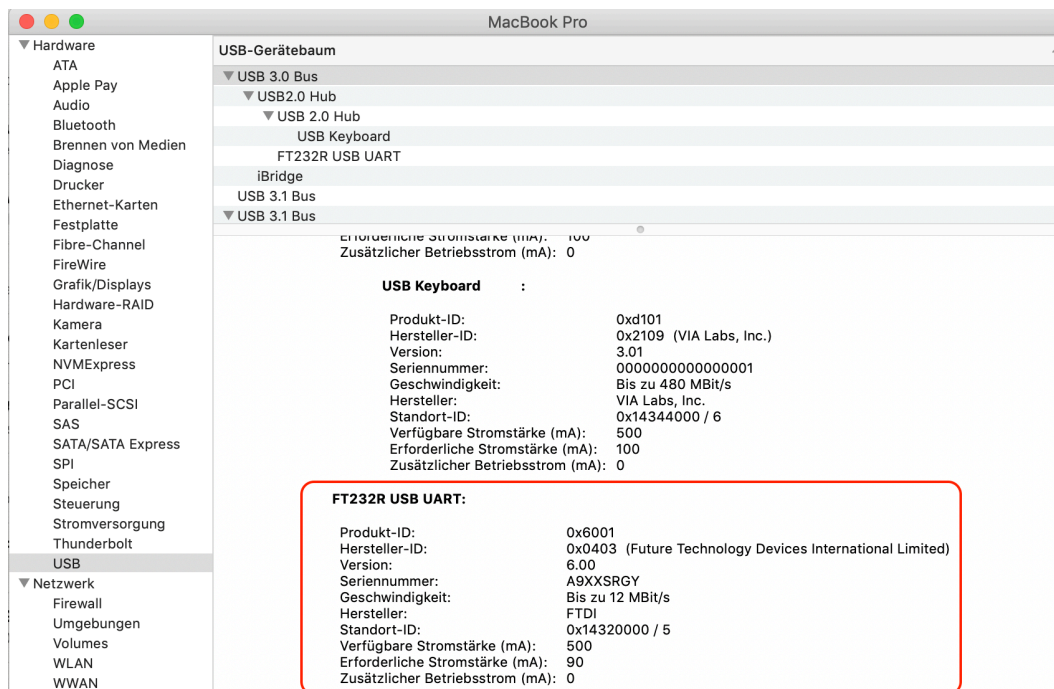 MacBook Pro
Hardware
ATA
Apple Pay
Audio
Bluetooth
Brennen von Medien
Diagnose
Drucker
Ethernet-Karten
Festplatte
Fibre-Channel
FireWire
Grafik/Displays
Hardware-RAID
Kamera
Kartenleser
NVMExpress
PCI
Parallel-SCSI
SAS
SATA/SATA Express
SPI
Speicher
Steuerung
Stromversorgung
Thunderbolt
USB
Netzwerk
Firewall
Umgebungen
Volumes
WLAN
WWAN
USB-Gerätebaum
USB 3.0 Bus
USB2.0 Hub
USB 2.0 Hub
USB Keyboard
FT232R USB UART
iBridge
USB 3.1 Bus
USB 3.1 Bus
Erforderliche Stromstärke (mA): 100
Zusätzlicher Betriebsstrom (mA): 0
USB Keyboard :
Produkt-ID: 0xd101
Hersteller-ID: 0x2109 (VIA Labs, Inc.)
Version: 3.01
Seriennummer: 0000000000000001
Geschwindigkeit: Bis zu 480 MBit/s
Hersteller: VIA Labs, Inc.
Standort-ID: 0x14344000 / 6
Verfügbare Stromstärke (mA): 500
Erforderliche Stromstärke (mA): 100
Zusätzlicher Betriebsstrom (mA): 0
FT232R USB UART:
Produkt-ID: 0x6001
Hersteller-ID: 0x0403 (Future Technology Devices International Limited)
Version: 6.00
Seriennummer: A9XXSRGY
Geschwindigkeit: Bis zu 12 MBit/s
Hersteller: FTDI
Standort-ID: 0x14320000 / 5
Verfügbare Stromstärke (mA): 500
Erforderliche Stromstärke (mA): 90
Zusätzlicher Betriebsstrom (mA): 0